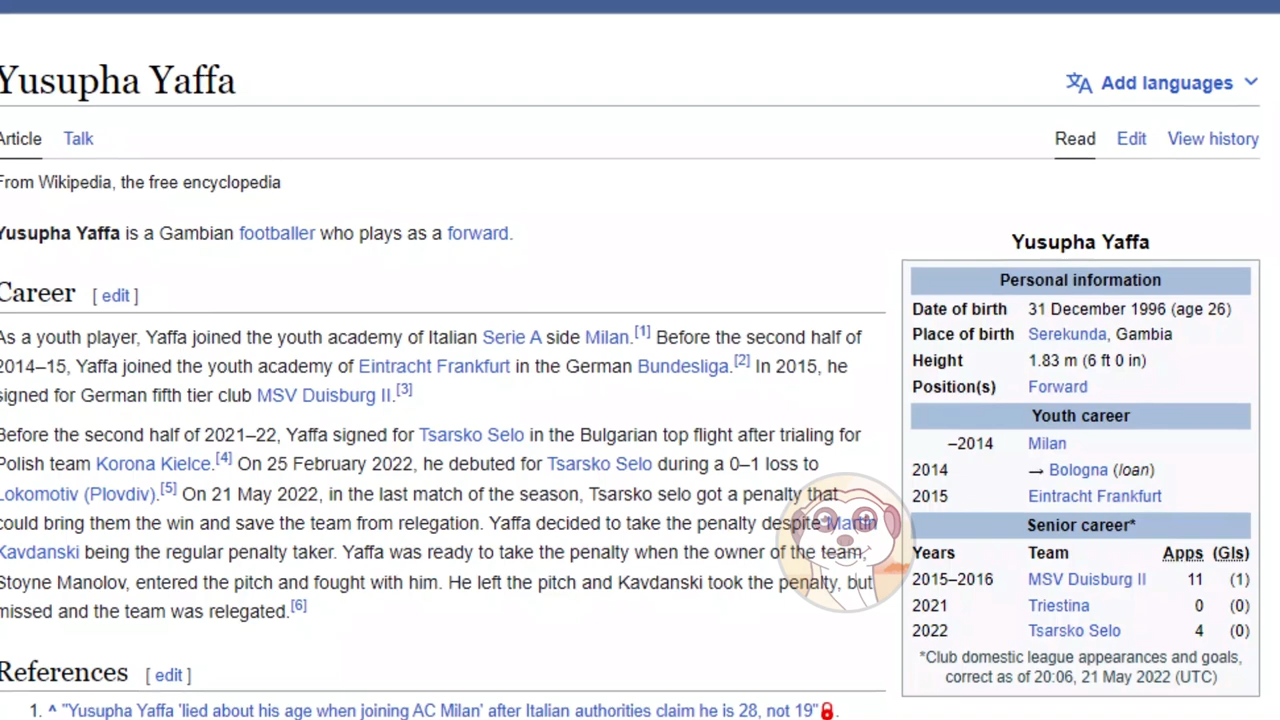 Yusupha Yaffa
Add languages
Article Talk
Read Edit View history
From Wikipedia, the free encyclopedia
Yusupha Yaffa is a Gambian footballer who plays as a forward.
Career [ edit ]
As a youth player, Yaffa joined the youth academy of Italian Serie A side Milan.[1] Before the second half of
2014–15, Yaffa joined the youth academy of Eintracht Frankfurt in the German Bundesliga.[2] In 2015, he
signed for German fifth tier club MSV Duisburg II.[3]
Before the second half of 2021–22, Yaffa signed for Tsarsko Selo in the Bulgarian top flight after trialing for
Polish team Korona Kielce.[4] On 25 February 2022, he debuted for Tsarsko Selo during a 0–1 loss to
Lokomotiv (Plovdiv).[5] On 21 May 2022, in the last match of the season, Tsarsko selo got a penalty that
could bring them the win and save the team from relegation. Yaffa decided to take the penalty despite Martin
Kavdanski being the regular penalty taker. Yaffa was ready to take the penalty when the owner of the team,
Stoyne Manolov, entered the pitch and fought with him. He left the pitch and Kavdanski took the penalty, but
missed and the team was relegated.[6]
References [ edit ]
1. ^ "Yusupha Yaffa 'lied about his age when joining AC Milan' after Italian authorities claim he is 28, not 19" .
Yusupha Yaffa
Personal information
Date of birth 31 December 1996 (age 26)
Place of birth Serekunda, Gambia
Height 1.83 m (6 ft 0 in)
Position(s) Forward
Youth career
–2014 Milan
2014 → Bologna (loan)
2015 Eintracht Frankfurt
Senior career*
Years Team Apps (Gls)
2015–2016 MSV Duisburg II 11 (1)
2021 Triestina 0 (0)
2022 Tsarsko Selo 4 (0)
*Club domestic league appearances and goals,
correct as of 20:06, 21 May 2022 (UTC)